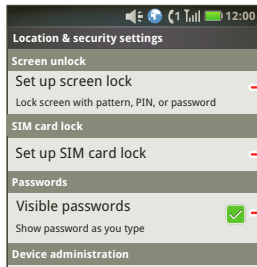 1 12:00
Location & security settings
Screen unlock
Set up screen lock
Lock screen with pattern, PIN, or password
SIM card lock
Set up SIM card lock
Passwords
Visible passwords
Show password as you type
Device administration